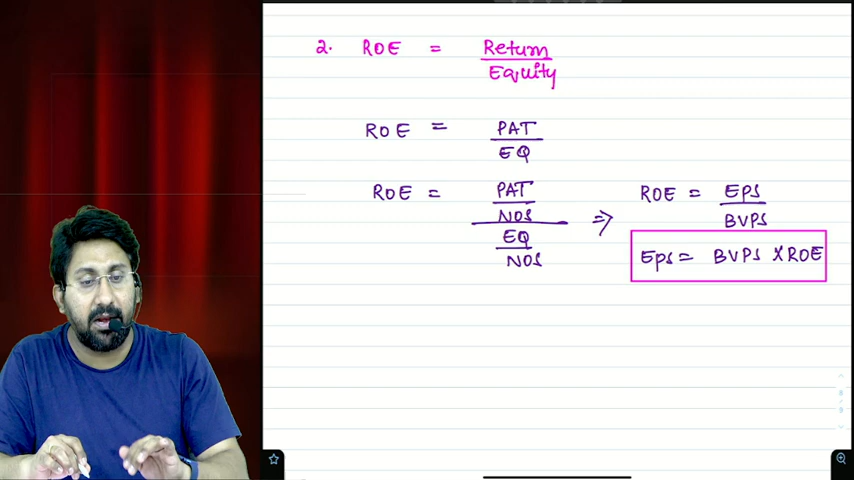 2. ROE = Return
Equity
ROE = PAT
EQ
ROE = PAT
NOS
EQ
NOS
⇒ ROE = EPS
BVPS
Eps = BVPS X ROE